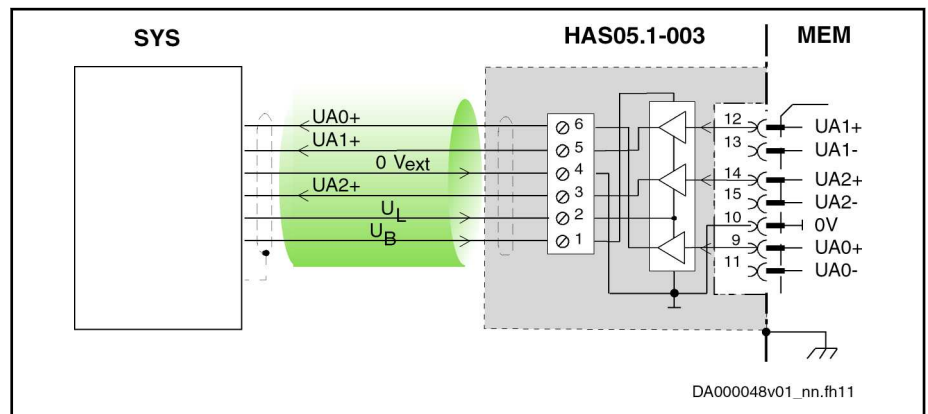 SYS
HAS05.1-003
MEM
UA0+
UA1+
0 Vext
UA2+
UL
UB
6
5
4
3
2
1
12
13
14
15
10
9
11
UA1+
UA1-
UA2+
UA2-
0V
UA0+
UA0-
DA000048v01_nn.fh11